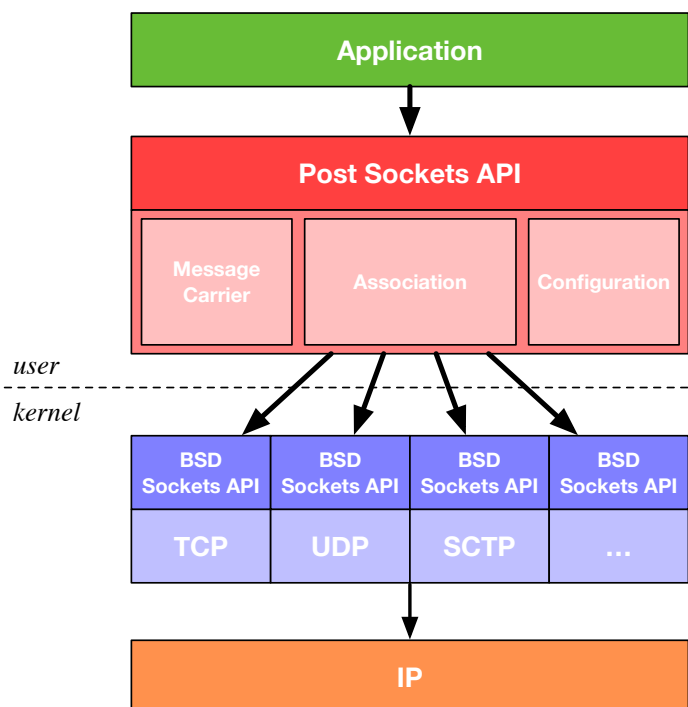 Application
Post Sockets API
Message
Carrier
Association
Configuration
user
kernel
BSD
Sockets API
BSD
Sockets API
BSD
Sockets API
BSD
Sockets API
TCP
UDP
SCTP
...
IP